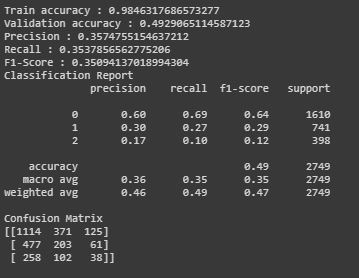 Train accuracy : 0.9846317686573277
Validation accuracy : 0.4929065114587123
Precision : 0.3574755154637212
Recall : 0.3537856562775206
F1-Score : 0.35094137018994304
Classification Report
precision recall f1-score support
0 0.60 0.69 0.64 1610
1 0.30 0.27 0.29 741
2 0.17 0.10 0.12 398
accuracy 0.49 2749
macro avg 0.36 0.35 0.35 2749
weighted avg 0.46 0.49 0.47 2749
Confusion Matrix
[[1114 371 125]
[ 477 203 61]
[ 258 102 38]]